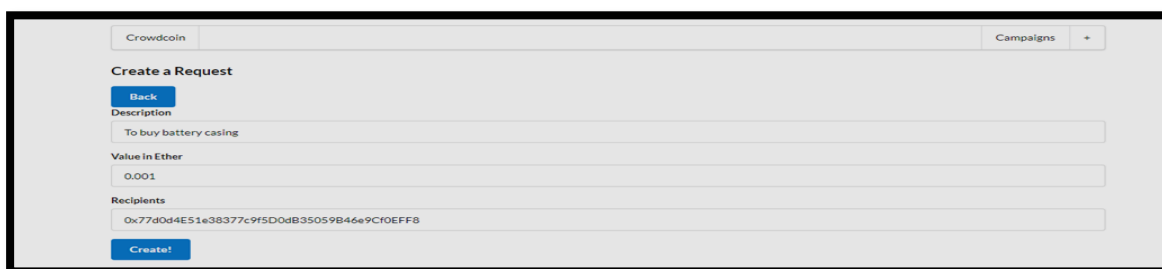 Crowdcoin Campaigns +
Create a Request
Back
Description
To buy battery casing
Value in Ether
0.001
Recipients
0x77d0d4E51e38377c9f5D0dB35059B46e9Cf0EFF8
Create!